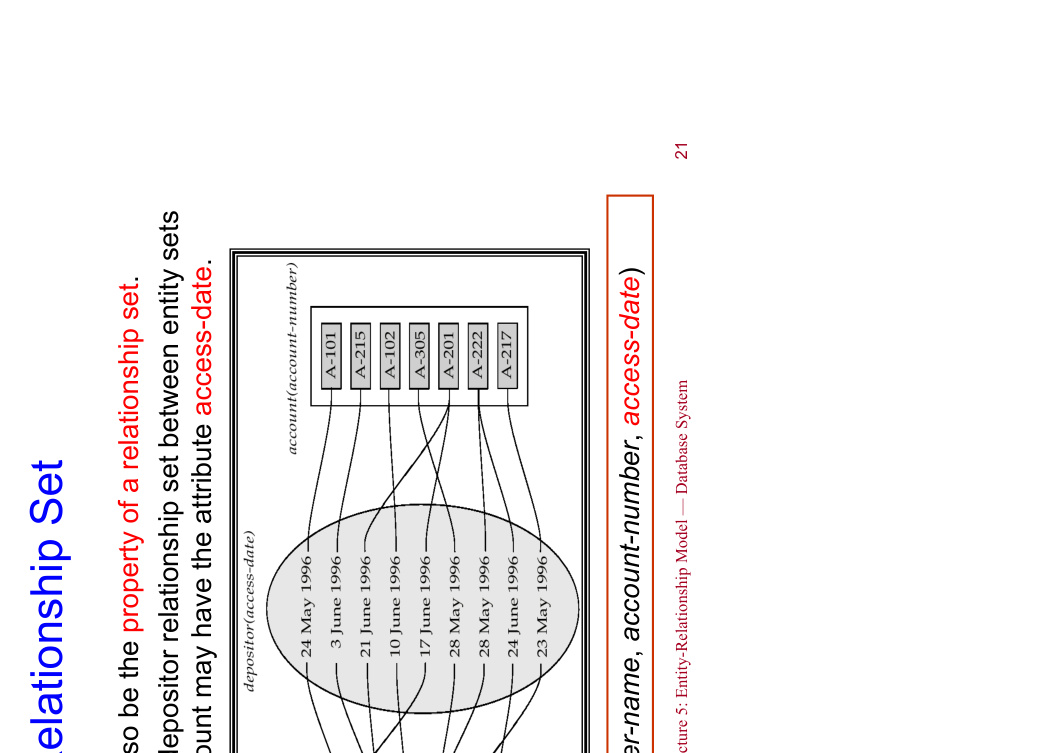 elationship Set
so be the property of a relationship set.
depositor relationship set between entity sets
ount may have the attribute access-date.
depositor(access-date)
account(account-number)
24 May 1996
3 June 1996
21 June 1996
10 June 1996
17 June 1996
28 May 1996
28 May 1996
24 June 1996
23 May 1996
A-101
A-215
A-102
A-305
A-201
A-222
A-217
er-name, account-number, access-date)
cture 5: Entity-Relationship Model — Database System
21